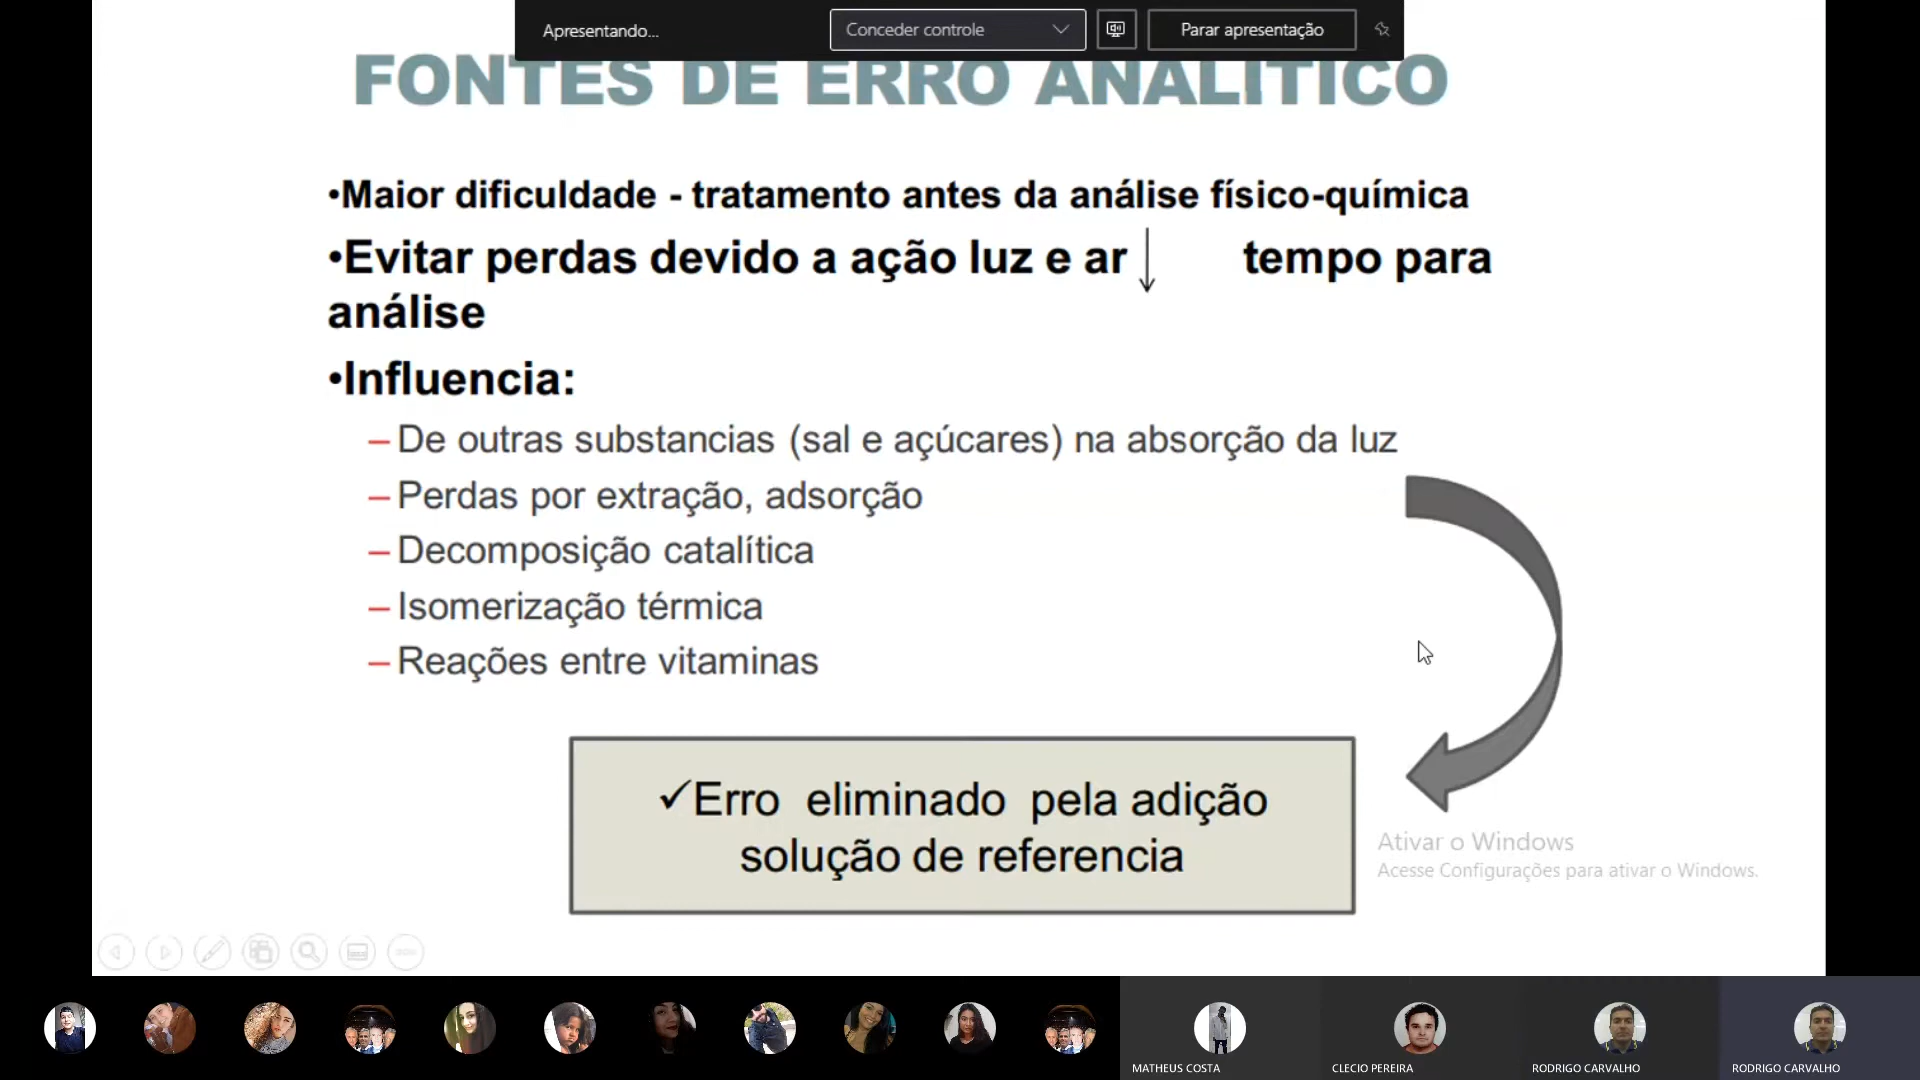 Apresentando...
Conceder controle
Parar apresentação
FONTES DE ERRO ANALITICO
•Maior dificuldade - tratamento antes da análise físico-química
•Evitar perdas devido a ação luz e ar tempo para
análise
•Influencia:
– De outras substancias (sal e açúcares) na absorção da luz
– Perdas por extração, adsorção
– Decomposição catalítica
– Isomerização térmica
– Reações entre vitaminas
✓Erro eliminado pela adição
solução de referencia
Ativar o Windows
Acesse Configurações para ativar o Windows.
MATHEUS COSTA
CLECIO PEREIRA
RODRIGO CARVALHO
RODRIGO CARVALHO